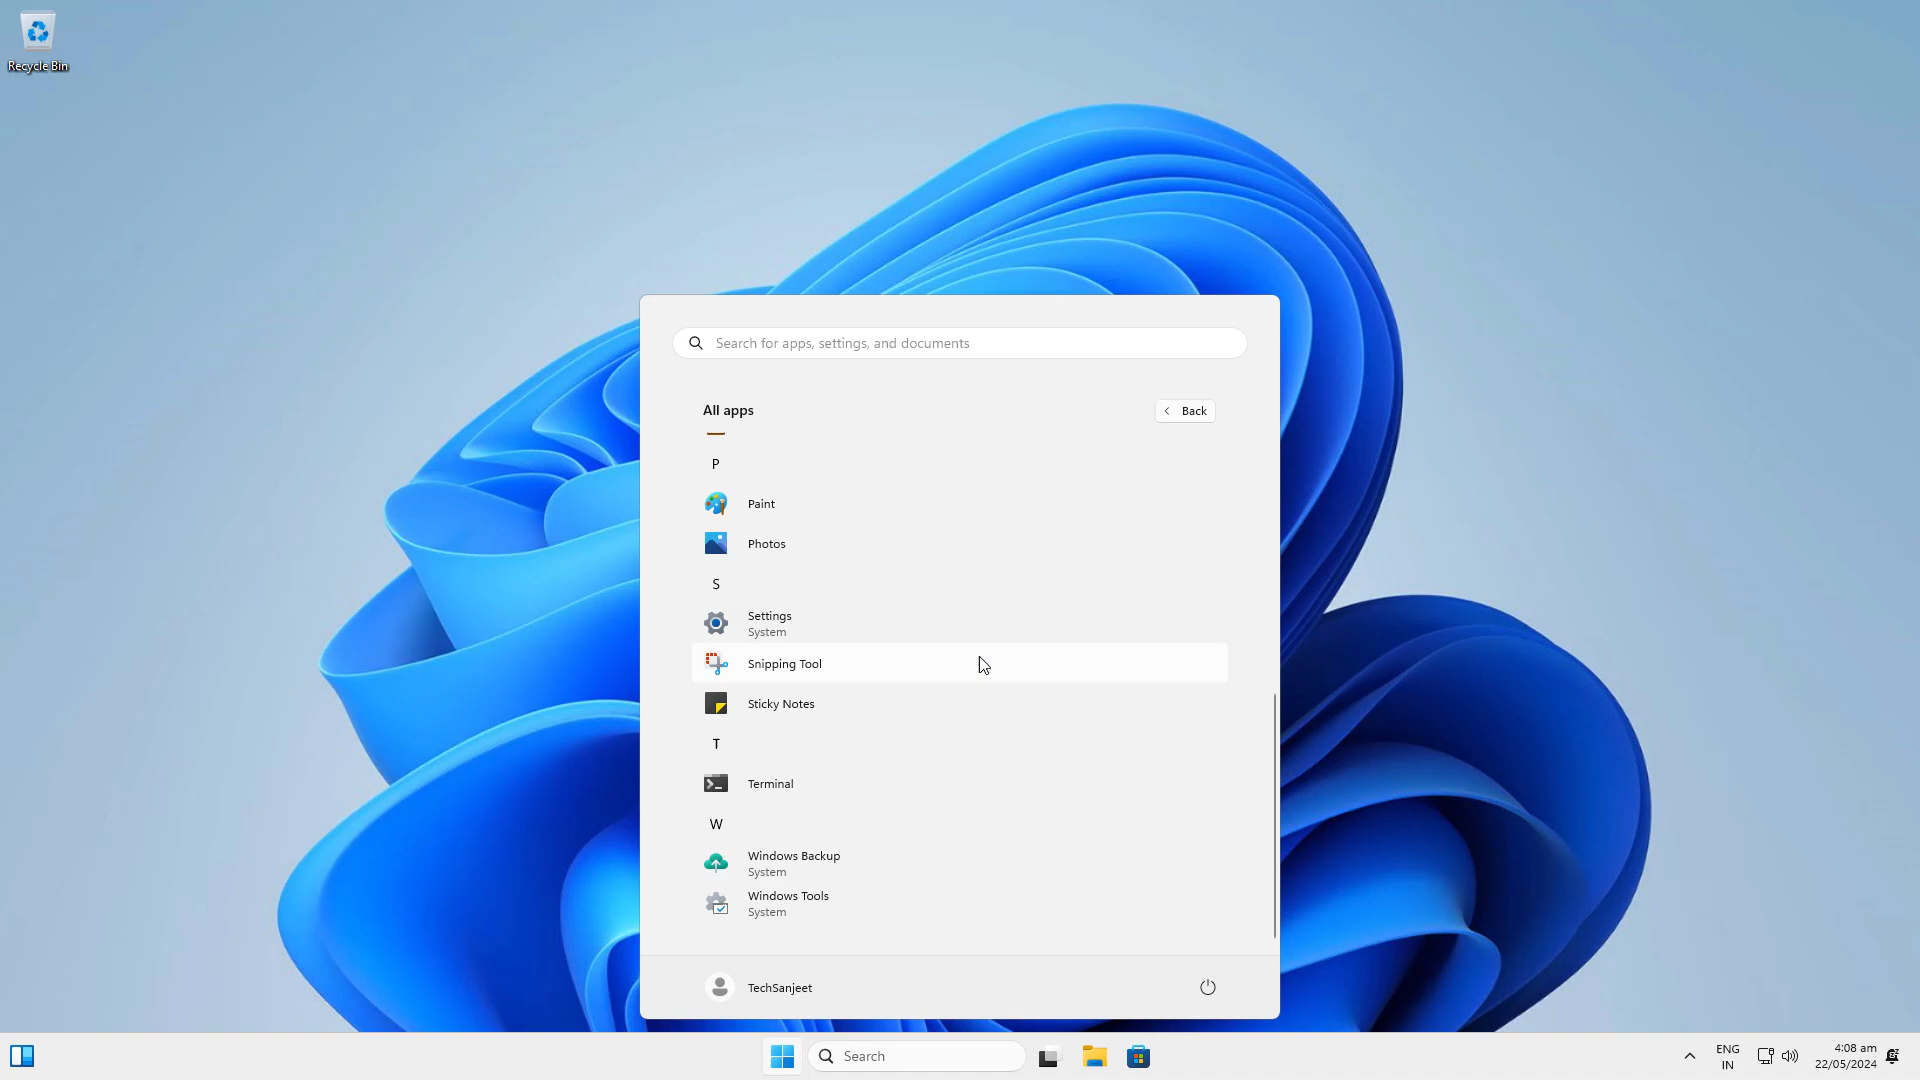 Recycle Bin
Search for apps, settings, and documents
All apps
Back
P
Paint
Photos
S
Settings
System
Snipping Tool
Sticky Notes
T
Terminal
W
Windows Backup
System
Windows Tools
System
TechSanjeet
Search
ENG
IN
4:08 am
22/05/2024